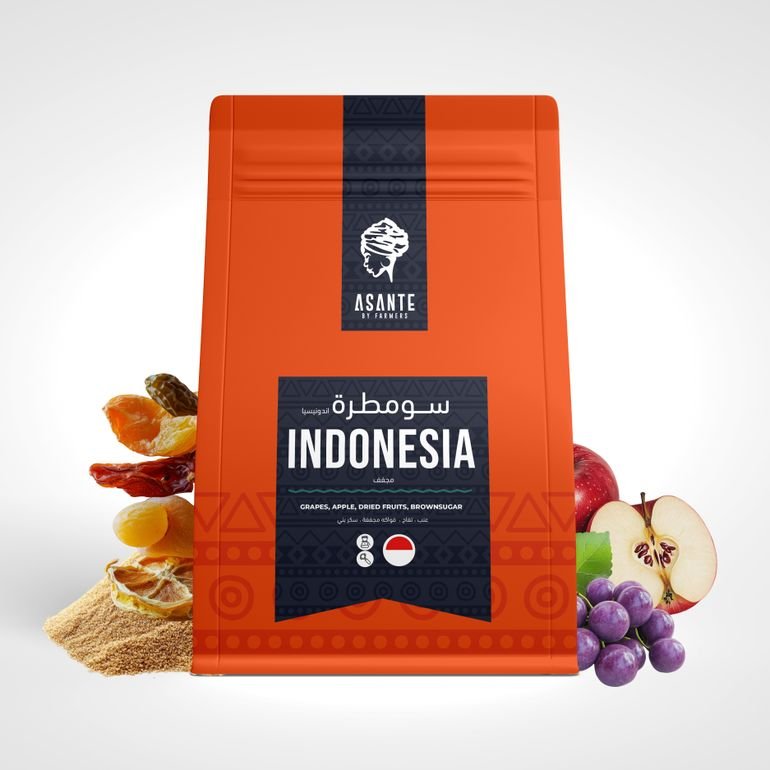 ASANTE
BY FARMERS
سومطرة اندونيسيا
INDONESIA
مجفف
GRAPES, APPLE, DRIED FRUITS, BROWNSUGAR
عنب . تفاح . فواكه مجففة . سكر بني